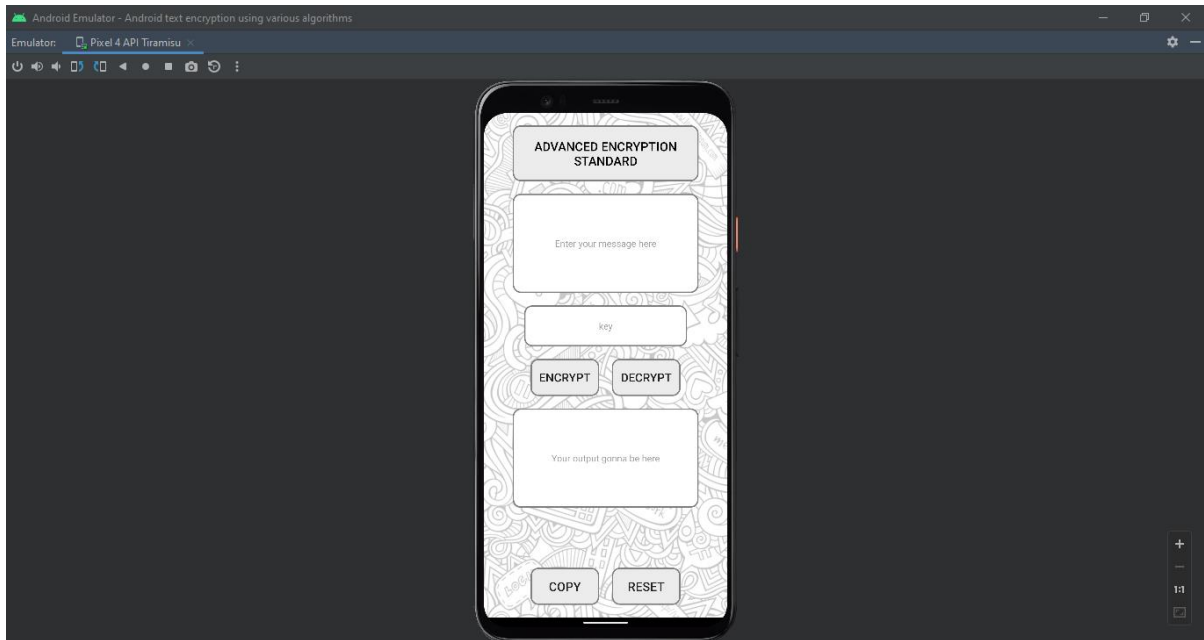 Android Emulator - Android text encryption using various algorithms
Emulator:
Pixel 4 API Tiramisu
ADVANCED ENCRYPTION
STANDARD
Enter your message here
key
ENCRYPT
DECRYPT
Your output gonna be here
COPY
RESET
1:1